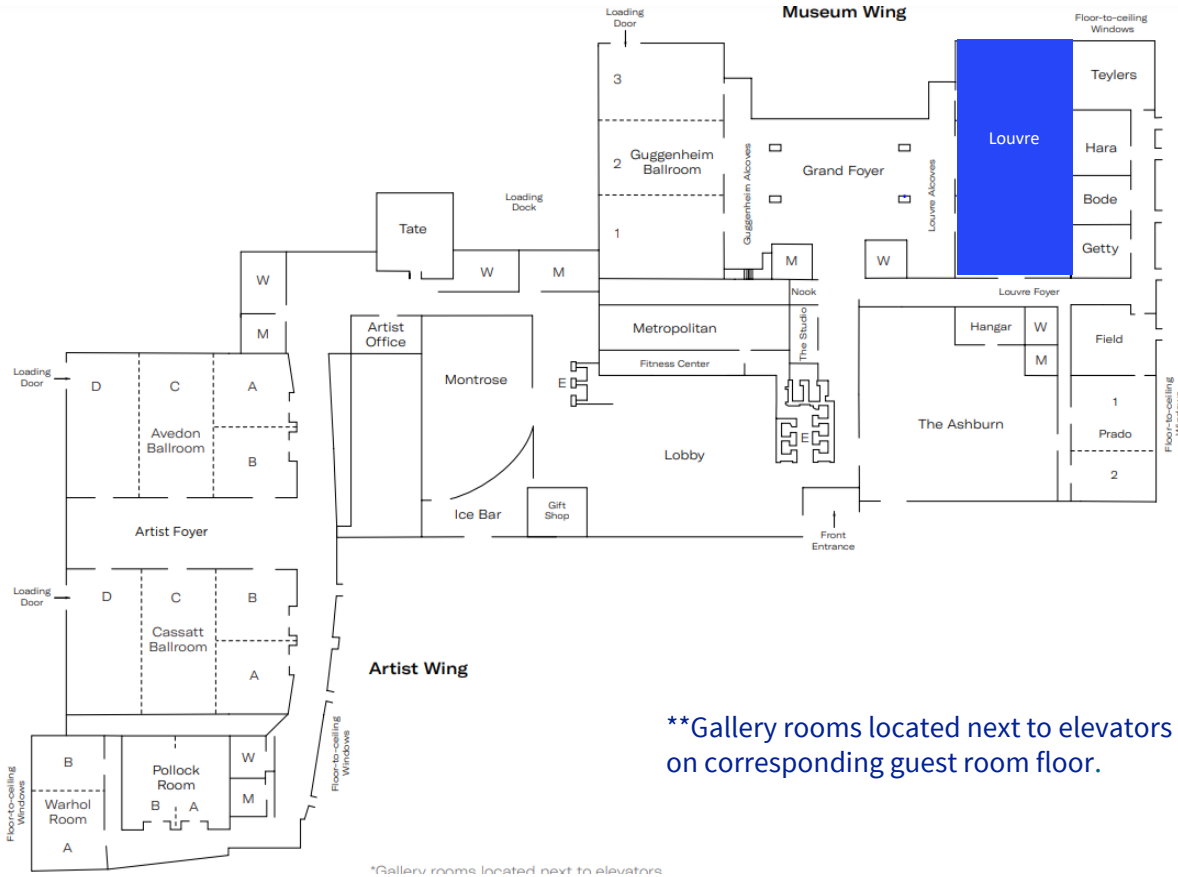 Museum Wing
Loading
Door
Floor-to-ceiling
Windows
3
Teylers
2
Guggenheim
Ballroom
Guggenheim Alcoves
Grand Foyer
Louvre Alcoves
Louvre
Hara
Bode
Loading
Dock
Tate
1
Getty
W
M
M
W
W
Nook
Louvre Foyer
M
Artist
Office
Metropolitan
The Studio
Hangar
W
Field
M
Fitness Center
Loading
Door
D
C
A
Montrose
E
1
Floor-to-ceiling
Windows
Avedon
Ballroom
The Ashburn
Prado
B
Lobby
E
2
Ice Bar
Gift
Shop
Artist Foyer
Front
Entrance
Loading
Door
D
C
B
Cassatt
Ballroom
A
Artist Wing
Floor-to-ceiling
Windows
**Gallery rooms located next to elevators
on corresponding guest room floor.
Floor-to-ceiling
Windows
B
Pollock
Room
W
B
A
M
Warhol
Room
A
*Gallery rooms located next to elevators